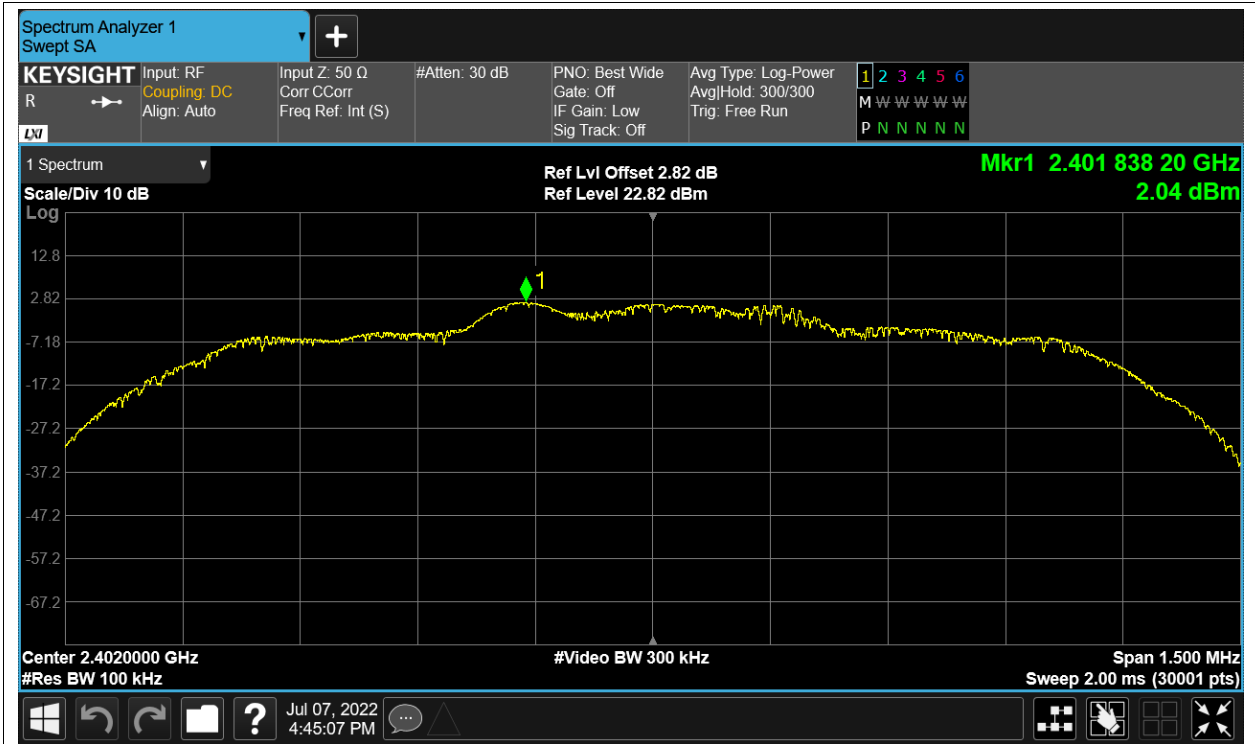 Spectrum Analyzer 1
Swept SA
KEYSIGHT
R
LXI
Input: RF
Coupling: DC
Align: Auto
Input Z: 50 Ω
Corr CCorr
Freq Ref: Int (S)
#Atten: 30 dB
PNO: Best Wide
Gate: Off
IF Gain: Low
Sig Track: Off
Avg Type: Log-Power
Avg|Hold: 300/300
Trig: Free Run
1 2 3 4 5 6
M W W W W W
P N N N N N
1 Spectrum
Scale/Div 10 dB
Log
Ref Lvl Offset 2.82 dB
Ref Level 22.82 dBm
Mkr1 2.401 838 20 GHz
2.04 dBm
12.8
2.82
-7.18
-17.2
-27.2
-37.2
-47.2
-57.2
-67.2
1
Center 2.4020000 GHz
#Res BW 100 kHz
#Video BW 300 kHz
Span 1.500 MHz
Sweep 2.00 ms (30001 pts)
?
Jul 07, 2022
4:45:07 PM